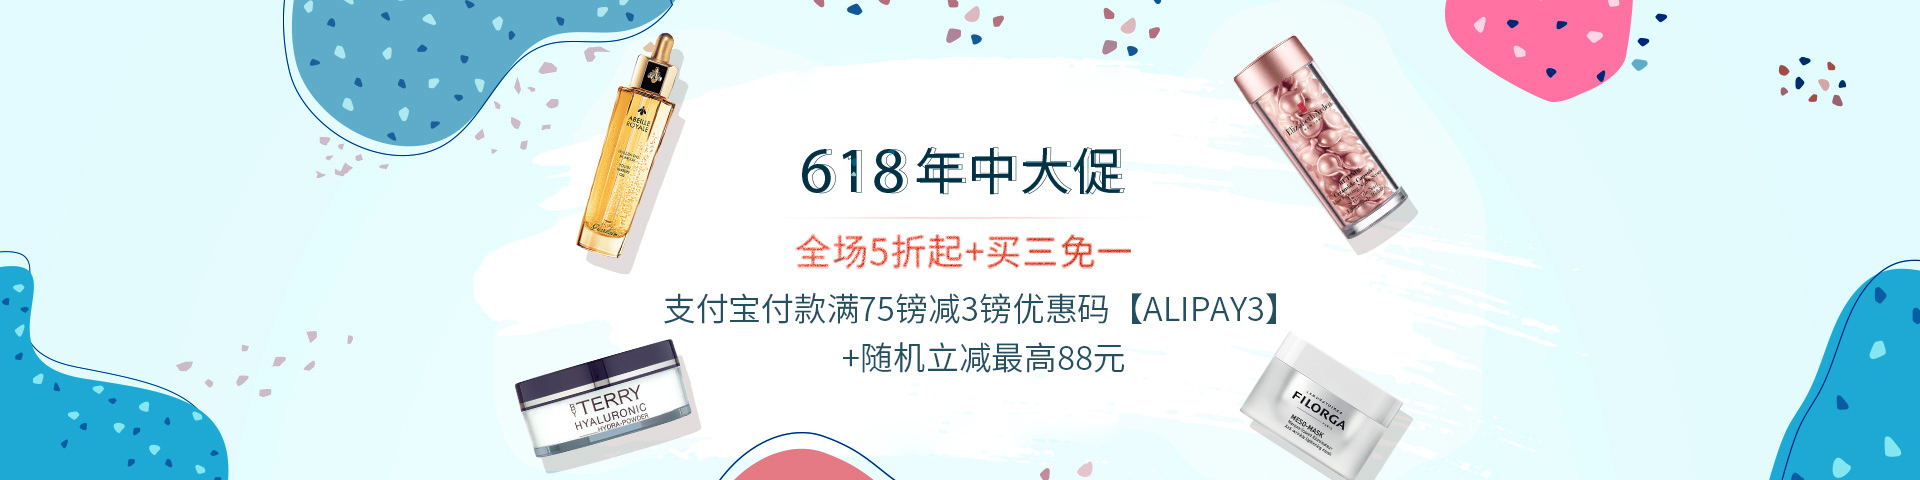 618年中大促
全场5折起+买三免一
支付宝付款满75镑减3镑优惠码【ALIPAY3】
+随机立减最高88元
ABEILLE
ROYALE
Guerlain
Elizabeth Arden
BY TERRY
HYALURONIC
HYDRA-POWDER
FILORGA
MESO-MASK